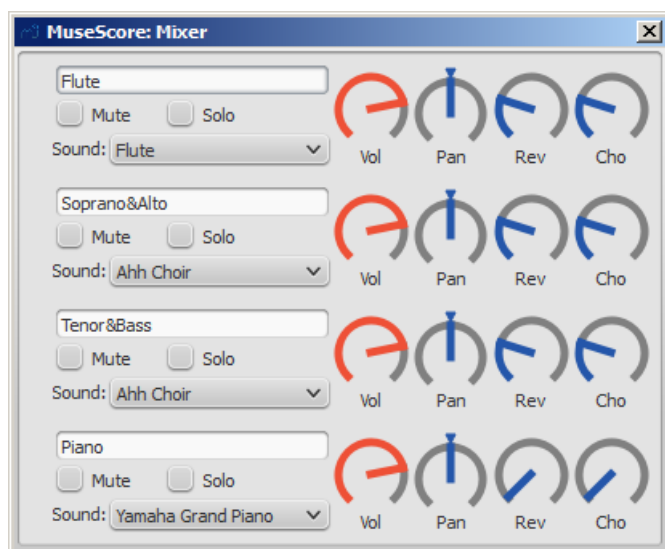 MuseScore: Mixer
Flute
Mute Solo
Sound: Flute
Vol Pan Rev Cho
Soprano&Alto
Mute Solo
Sound: Ahh Choir
Vol Pan Rev Cho
Tenor&Bass
Mute Solo
Sound: Ahh Choir
Vol Pan Rev Cho
Piano
Mute Solo
Sound: Yamaha Grand Piano
Vol Pan Rev Cho